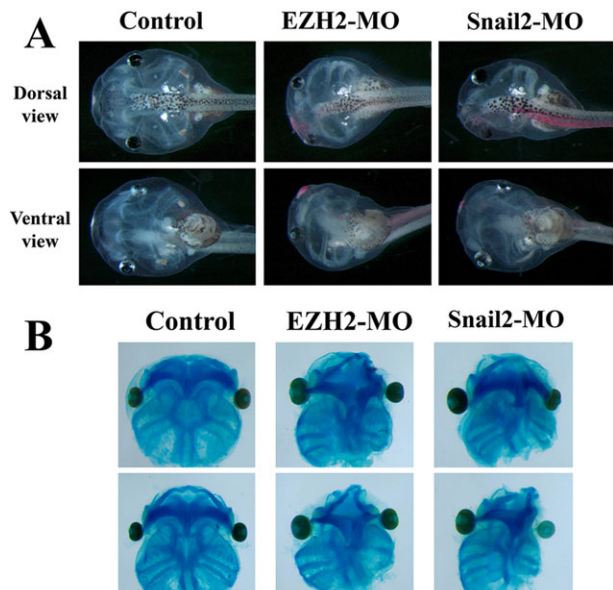 A
Control EZH2-MO Snail2-MO
Dorsal
view
Ventral
view
B
Control EZH2-MO Snail2-MO